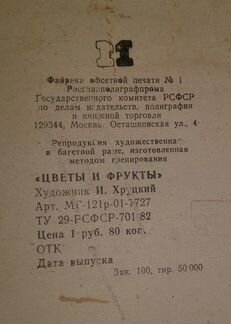 Фабрика офсетной печати № 1
Росглавполиграфпрома
Государственного комитета РСФСР
по делам издательств, полиграфии
и книжной торговли
129344, Москва, Осташковская ул., 4
Репродукция художественная
в багетной раме, изготовленная
методом тренирования
«ЦВЕТЫ И ФРУКТЫ»
Художник И. Хруцкий
Арт. МГ-121р-01-7727
ТУ 29-РСФСР-701 82
Цена 1 руб. 80 коп.
ОТК
Дата выпуска
Зак. 100, тир. 50 000